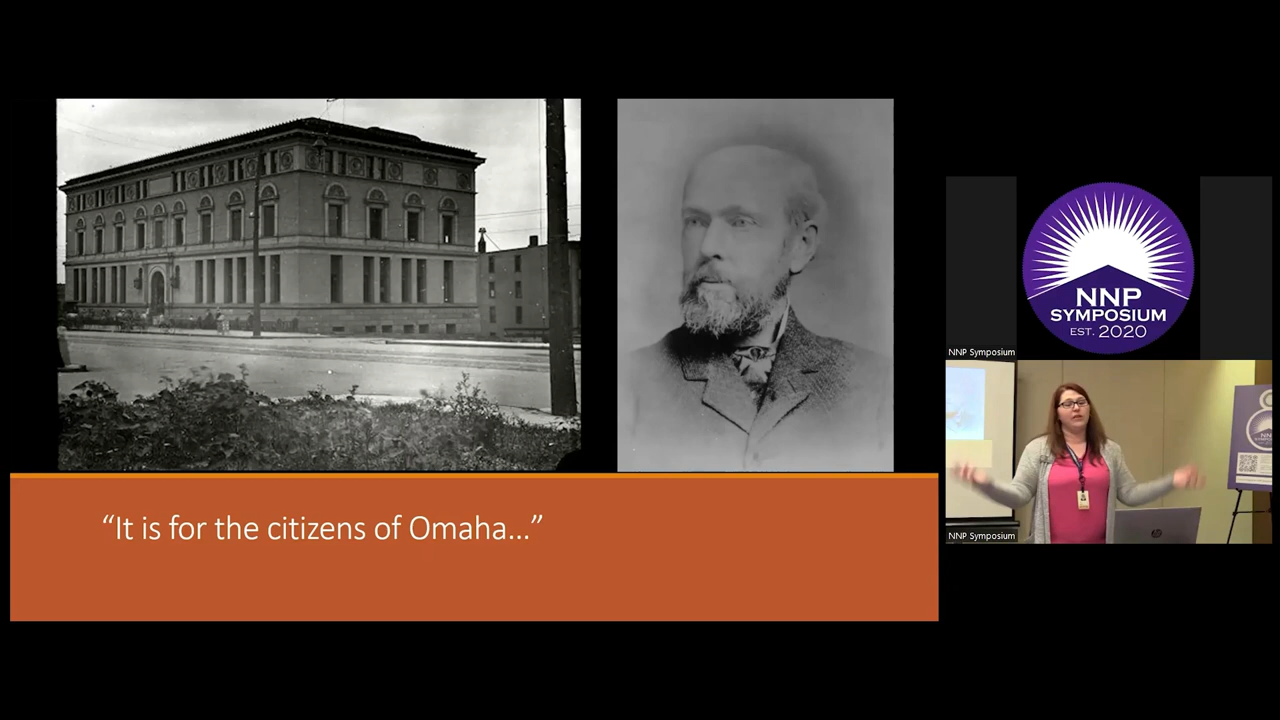 “It is for the citizens of Omaha...”
NNP
SYMPOSIUM
EST. 2020
NNP Symposium
NNP Symposium